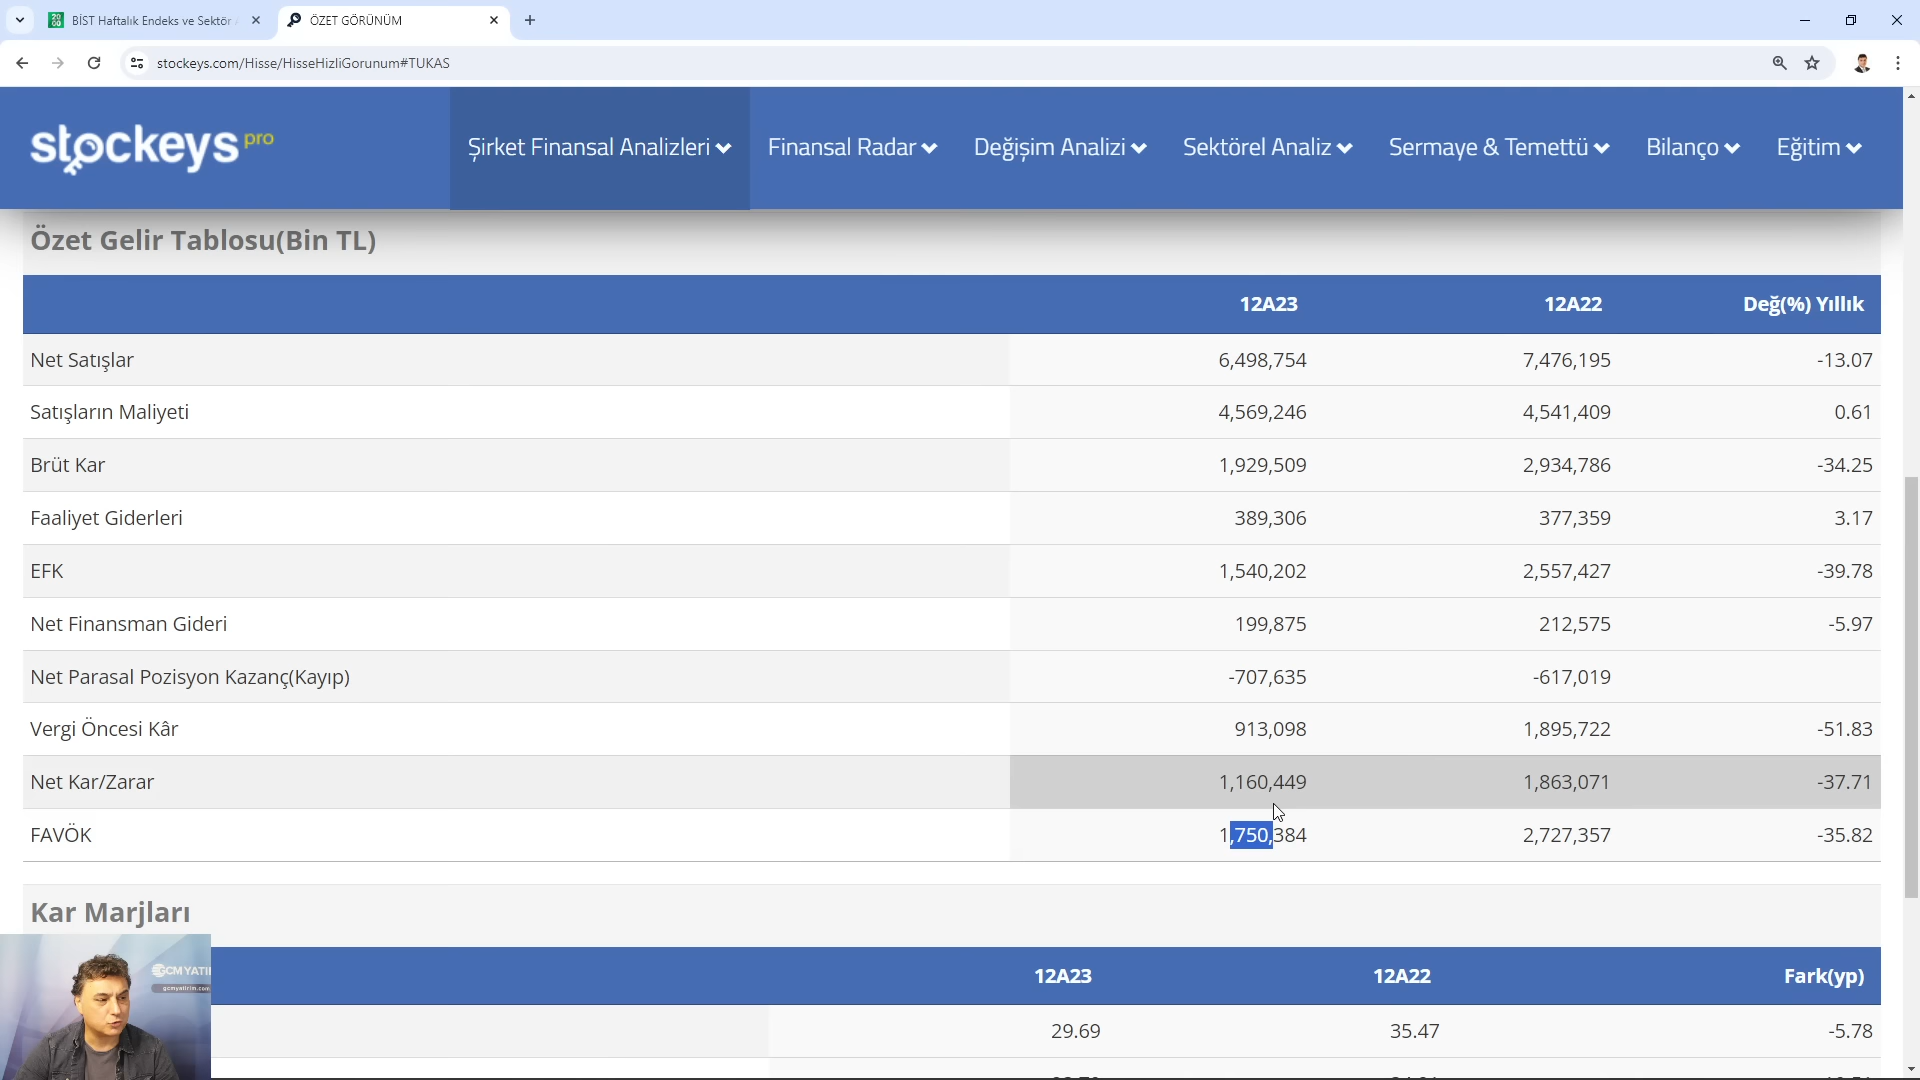 BİST Haftalık Endeks ve Sektör
ÖZET GÖRÜNÜM
stockeys.com/Hisse/HisseHizliGorunum#TUKAS
stockeys pro
Şirket Finansal Analizleri
Finansal Radar
Değişim Analizi
Sektörel Analiz
Sermaye & Temettü
Bilanço
Eğitim
Özet Gelir Tablosu(Bin TL)
12A23 12A22 Değ(%) Yıllık
Net Satışlar 6,498,754 7,476,195 -13.07
Satışların Maliyeti 4,569,246 4,541,409 0.61
Brüt Kar 1,929,509 2,934,786 -34.25
Faaliyet Giderleri 389,306 377,359 3.17
EFK 1,540,202 2,557,427 -39.78
Net Finansman Gideri 199,875 212,575 -5.97
Net Parasal Pozisyon Kazanç(Kayıp) -707,635 -617,019
Vergi Öncesi Kâr 913,098 1,895,722 -51.83
Net Kar/Zarar 1,160,449 1,863,071 -37.71
FAVÖK 1,750,384 2,727,357 -35.82
Kar Marjları
12A23 12A22 Fark(yp)
29.69 35.47 -5.78
GCM YATI
gcmyatirim.com